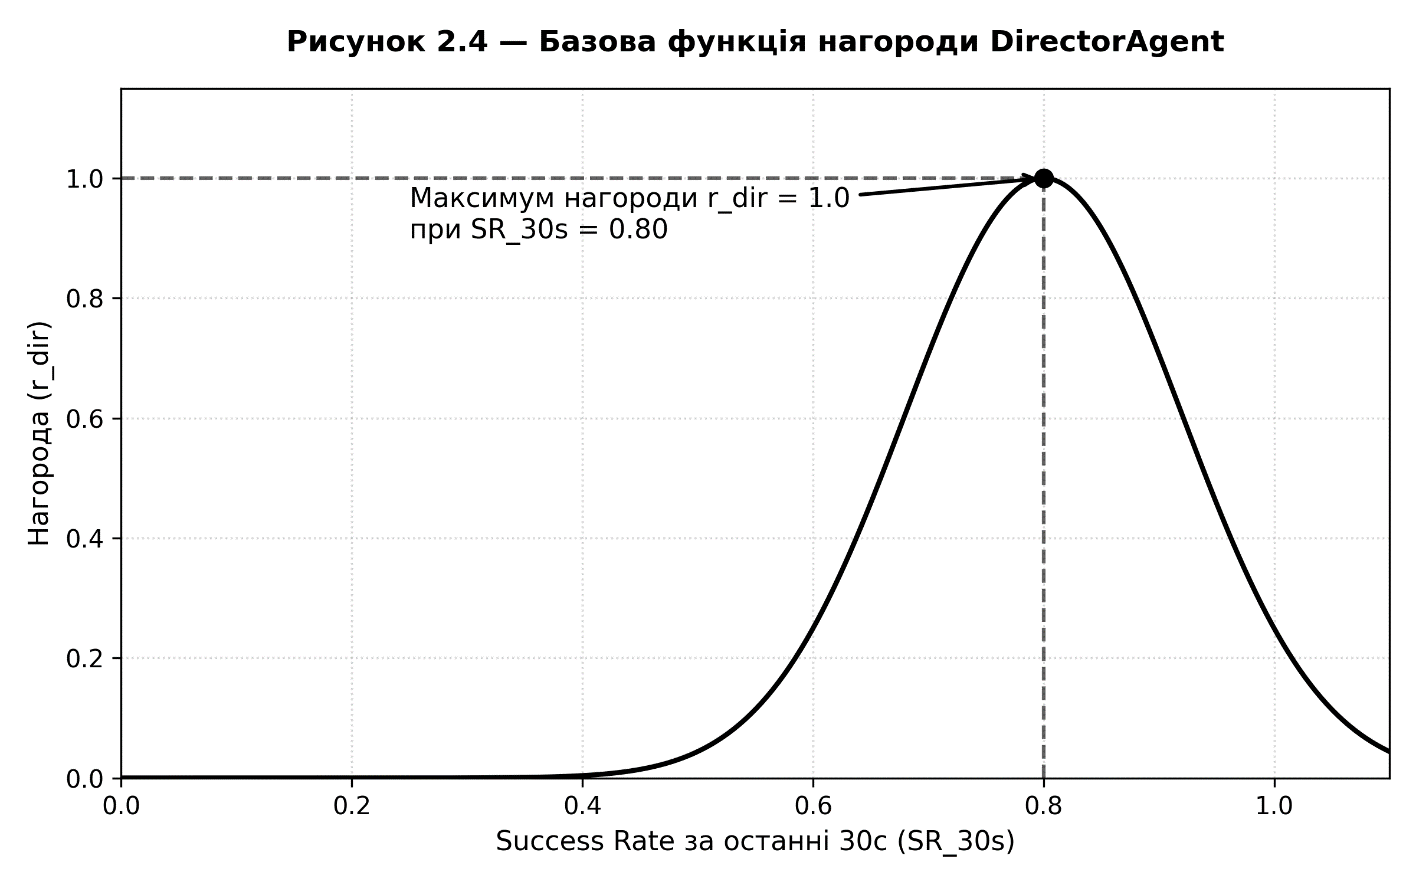 Рисунок 2.4 — Базова функція нагороди DirectorAgent
Нагорода (r_dir)
1.0
0.8
0.6
0.4
0.2
0.0
Максимум нагороди r_dir = 1.0
при SR_30s = 0.80
0.0
0.2
0.4
0.6
0.8
1.0
Success Rate за останні 30с (SR_30s)